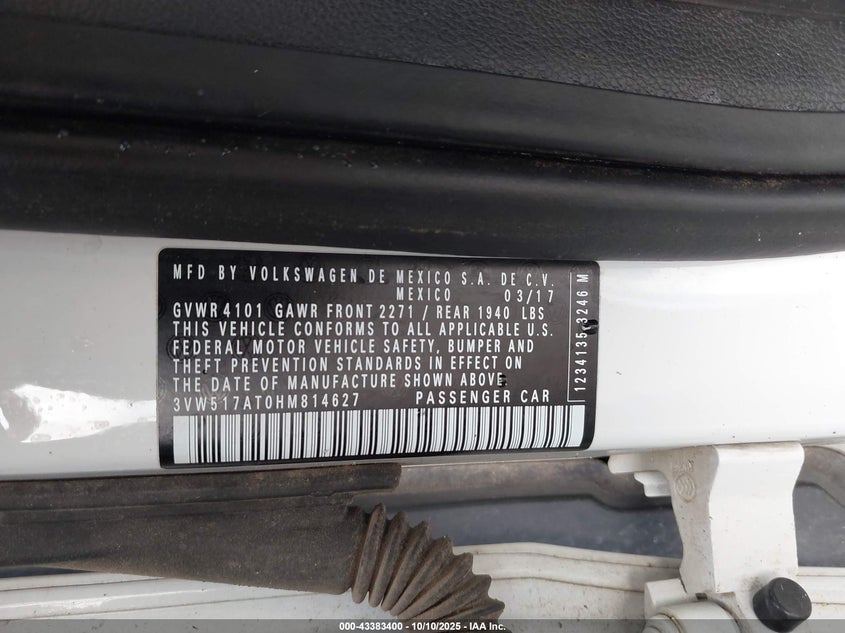 MFD BY VOLKSWAGEN DE MEXICO S.A. DE C.V.
MEXICO 03/17
GVWR 4101 GAWR FRONT 2271 / REAR 1940 LBS
THIS VEHICLE CONFORMS TO ALL APPLICABLE U.S.
FEDERAL MOTOR VEHICLE SAFETY, BUMPER AND
THEFT PREVENTION STANDARDS IN EFFECT ON
THE DATE OF MANUFACTURE SHOWN ABOVE
3VW517AT0HM814627 PASSENGER CAR
1234135 3246 M
000-43383400 - 10/10/2025 - IAA Inc.